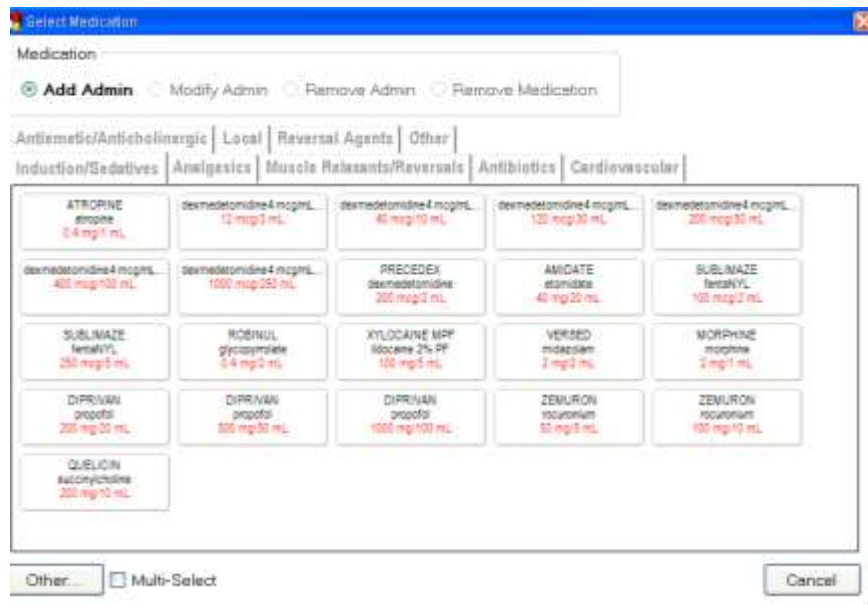 Select Medication
Medication
Add Admin Modify Admin Remove Admin Remove Medication
Antiemetic/Anticholinergic Local Reversal Agents Other
Induction/Sedatives Analgesics Muscle Relaxants/Reversals Antibiotics Cardiovascular
ATROPINE
atropine
0.4 mg/1 mL
dexmedetomidine4 mcg/mL...
12 mcg/3 mL
dexmedetomidine4 mcg/mL...
40 mcg/10 mL
dexmedetomidine4 mcg/mL...
120 mcg/30 mL
dexmedetomidine4 mcg/mL...
200 mcg/50 mL
dexmedetomidine4 mcg/mL...
400 mcg/100 mL
dexmedetomidine4 mcg/mL...
1000 mcg/250 mL
PRECEDEX
dexmedetomidine
200 mcg/2 mL
AMIDATE
etomidate
40 mg/20 mL
SUBLIMAZE
fentaNYL
100 mcg/2 mL
SUBLIMAZE
fentaNYL
250 mcg/5 mL
ROBINUL
glycopyrrolate
0.4 mg/2 mL
XYLOCAINE MPF
lidocaine 2% PF
100 mg/5 mL
VERSED
midazolam
2 mg/2 mL
MORPHINE
morphine
2 mg/1 mL
DIPRIVAN
propofol
200 mg/20 mL
DIPRIVAN
propofol
500 mg/50 mL
DIPRIVAN
propofol
1000 mg/100 mL
ZEMURON
rocuronium
50 mg/5 mL
ZEMURON
rocuronium
100 mg/10 mL
QUELICIN
succinylcholine
200 mg/10 mL
Other... Multi-Select Cancel